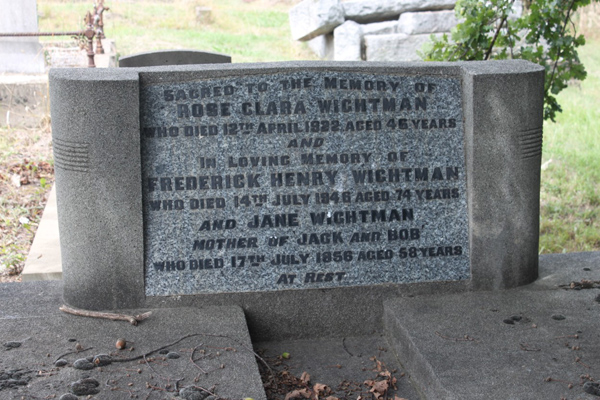 SACRED TO THE MEMORY OF
ROSE CLARA WIGHTMAN
WHO DIED 12TH APRIL 1922 AGED 46 YEARS
AND
IN LOVING MEMORY OF
FREDERICK HENRY WIGHTMAN
WHO DIED 14TH JULY 1946 AGED 74 YEARS
AND JANE WIGHTMAN
MOTHER OF JACK AND BOB
WHO DIED 17TH JULY 1956 AGED 58 YEARS
AT REST